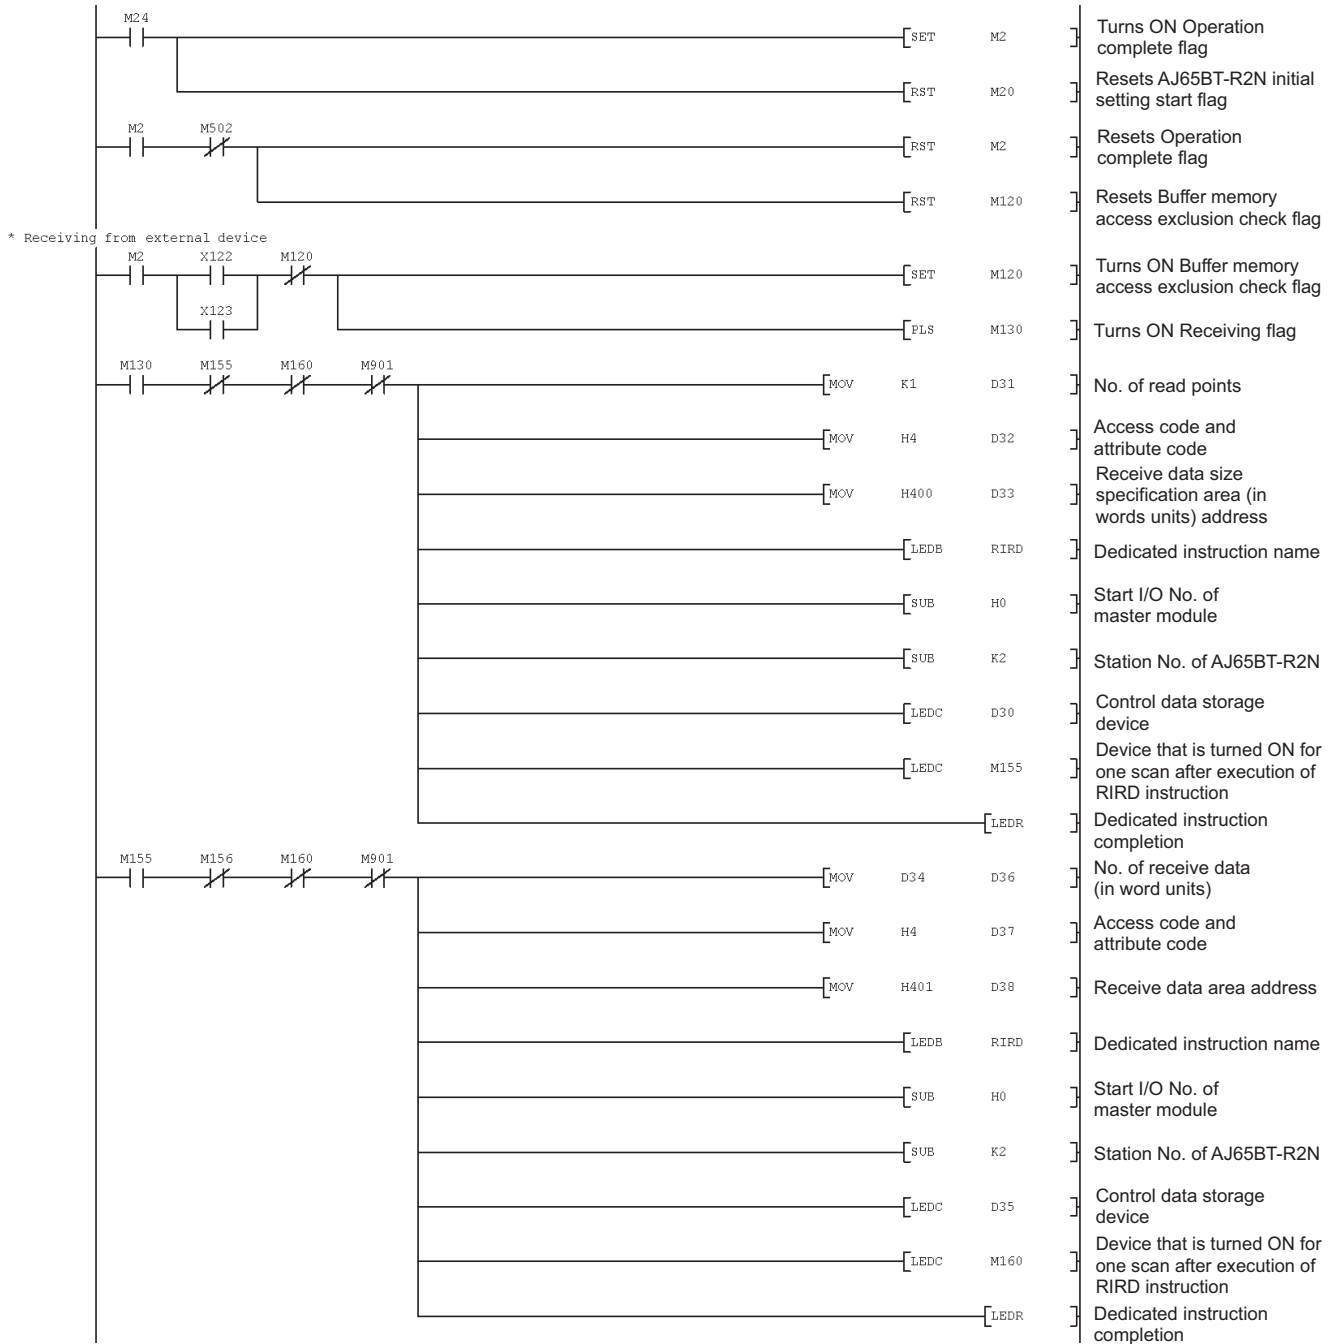 M24
SET M2 Turns ON Operation
complete flag
RST M20 Resets AJ65BT-R2N initial
setting start flag
M2 M502
RST M2 Resets Operation
complete flag
RST M120 Resets Buffer memory
access exclusion check flag
* Receiving from external device
M2 X122 M120
SET M120 Turns ON Buffer memory
access exclusion check flag
X123
PLS M130 Turns ON Receiving flag
M130 M155 M160 M901
MOV K1 D31 No. of read points
MOV H4 D32 Access code and
attribute code
MOV H400 D33 Receive data size
specification area (in
words units) address
LEDB RIRD Dedicated instruction name
SUB H0 Start I/O No. of
master module
SUB K2 Station No. of AJ65BT-R2N
LEDC D30 Control data storage
device
LEDC M155 Device that is turned ON for
one scan after execution of
RIRD instruction
LEDR Dedicated instruction
completion
M155 M156 M160 M901
MOV D34 D36 No. of receive data
(in word units)
MOV H4 D37 Access code and
attribute code
MOV H401 D38 Receive data area address
LEDB RIRD Dedicated instruction name
SUB H0 Start I/O No. of
master module
SUB K2 Station No. of AJ65BT-R2N
LEDC D35 Control data storage
device
LEDC M160 Device that is turned ON for
one scan after execution of
RIRD instruction
LEDR Dedicated instruction
completion